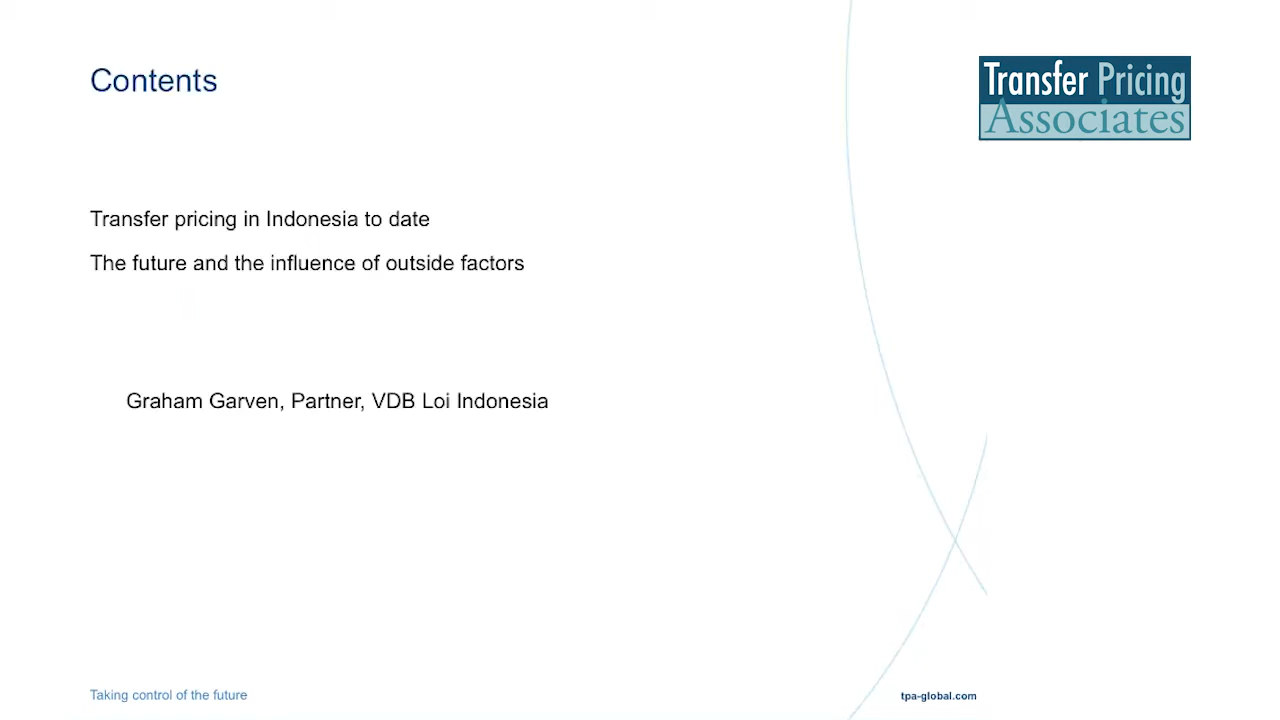 Contents
Transfer Pricing
Associates
Transfer pricing in Indonesia to date
The future and the influence of outside factors
Graham Garven, Partner, VDB Loi Indonesia
Taking control of the future
tpa-global.com